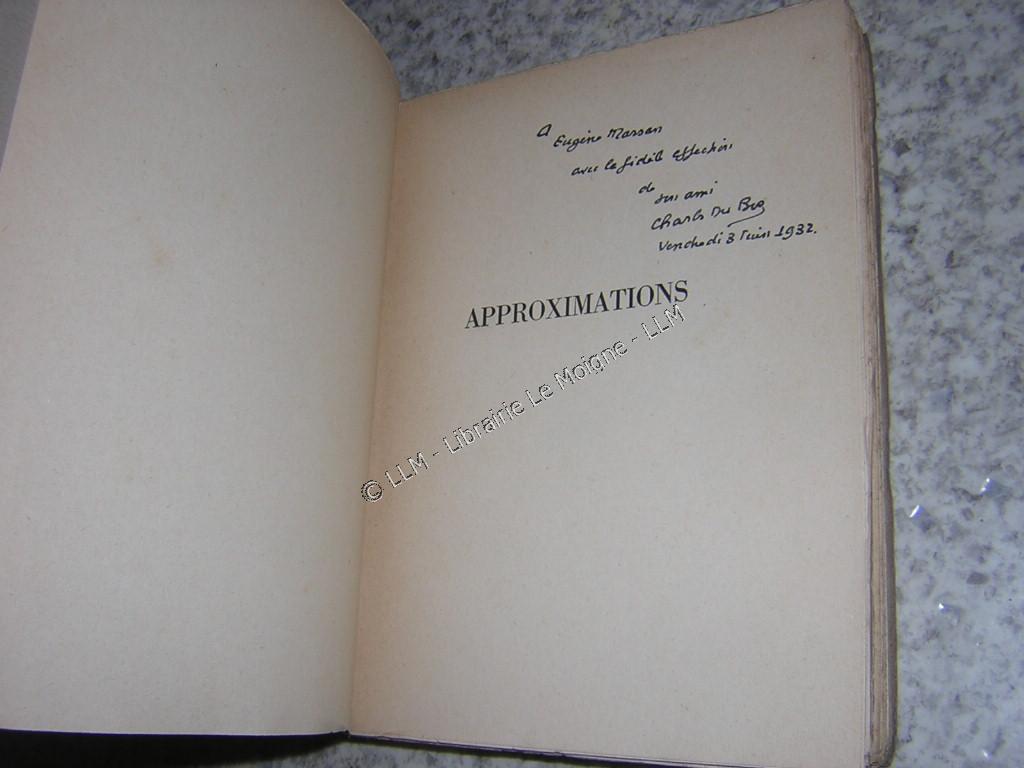 A
Eugène Marsan
avec la fidèle affection
de
son ami
Charles Du Bos
Vendredi 3 Juin 1932.
APPROXIMATIONS
© LLM - Librairie Le Moigne - LLM